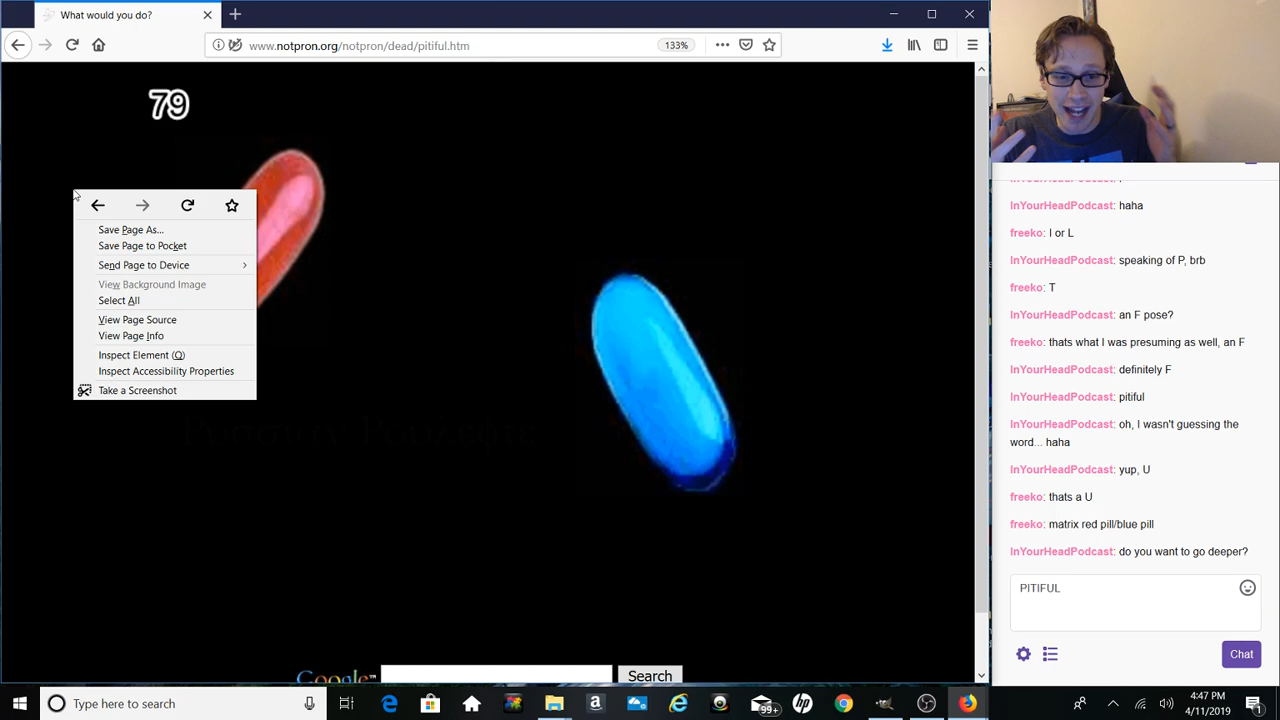 What would you do?
www.notpron.org/notpron/dead/pitiful.htm
133%
79
Save Page As...
Save Page to Pocket
Send Page to Device
View Background Image
Select All
View Page Source
View Page Info
Inspect Element (Q)
Inspect Accessibility Properties
Take a Screenshot
Google™
Search
InYourHeadPodcast: haha
freeko: I or L
InYourHeadPodcast: speaking of P, brb
freeko: T
InYourHeadPodcast: an F pose?
freeko: thats what I was presuming as well, an F
InYourHeadPodcast: definitely F
InYourHeadPodcast: pitiful
InYourHeadPodcast: oh, I wasn't guessing the
word... haha
InYourHeadPodcast: yup, U
freeko: thats a U
freeko: matrix red pill/blue pill
InYourHeadPodcast: do you want to go deeper?
PITIFUL
Chat
Type here to search
99+
4:47 PM
4/11/2019